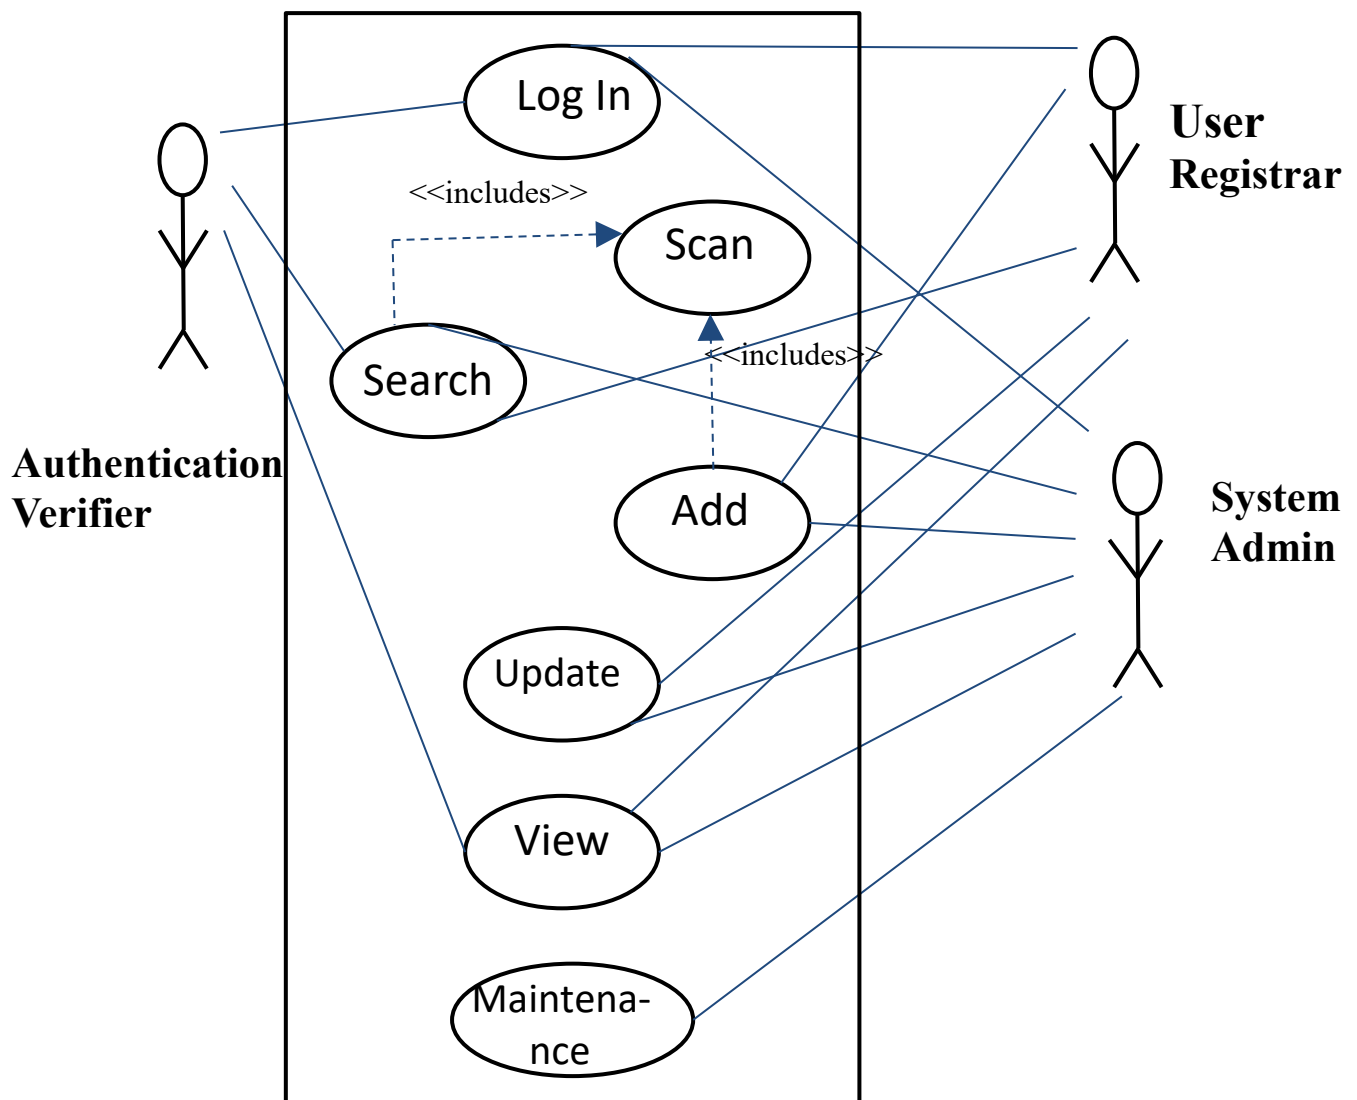 Log In
User
Registrar
<<includes>>
Scan
<<includes>>
Search
Authentication
Verifier
Add
System
Admin
Update
View
Maintena-
nce